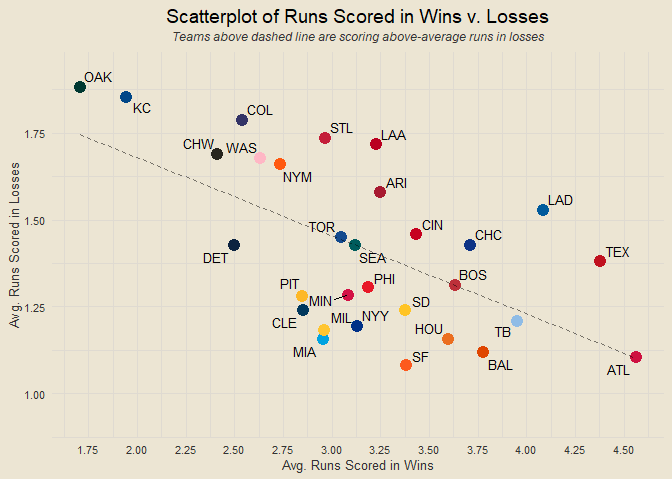 Scatterplot of Runs Scored in Wins v. Losses
Teams above dashed line are scoring above-average runs in losses
OAK
KC
COL
STL
LAA
CHW
WAS
NYM
ARI
LAD
TOR
CIN
CHC
DET
SEA
TEX
BOS
PIT
PHI
MIN
SD
CLE
MIL
NYY
HOU
TB
MIA
SF
BAL
ATL
1.75
1.50
1.25
1.00
Avg. Runs Scored in Losses
1.75 2.00 2.25 2.50 2.75 3.00 3.25 3.50 3.75 4.00 4.25 4.50
Avg. Runs Scored in Wins